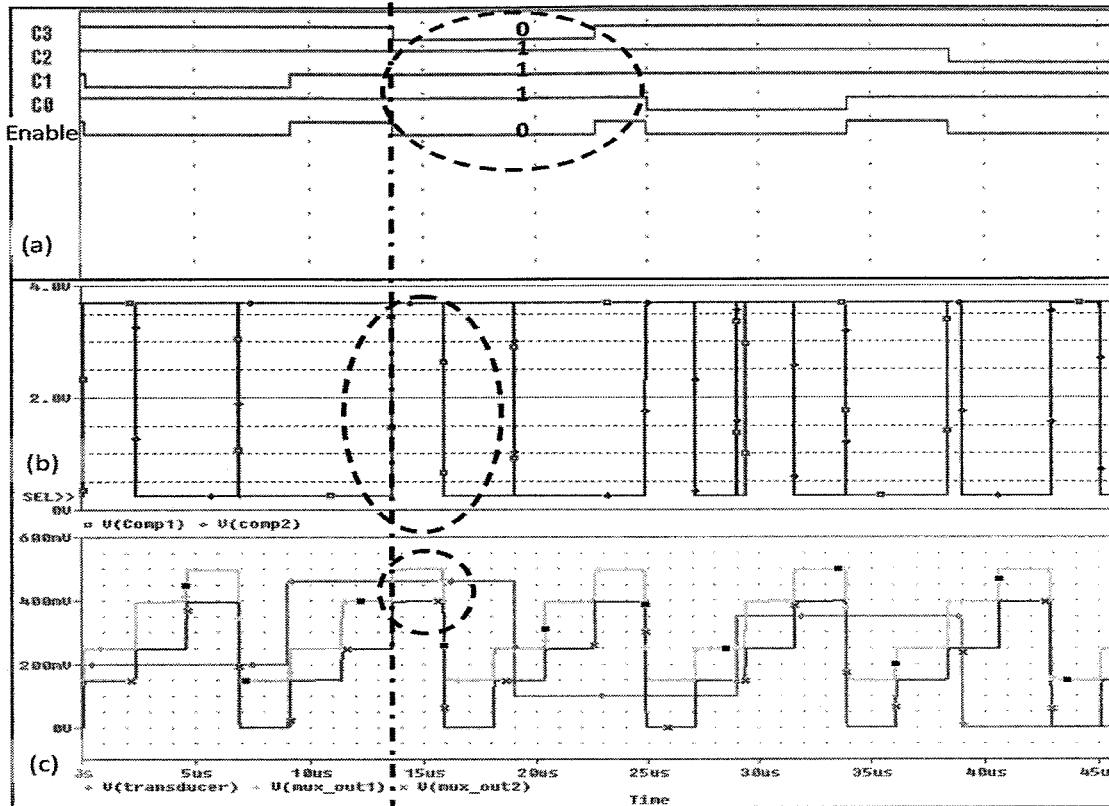 C3
0
C2
1
C1
1
C0
1
Enable
0
(a)
4.0V
2.0V
(b)
SEL>>
0V
V(Comp1) V(comp2)
600mV
400mV
200mV
0V
(c)
5us 10us 15us 20us 25us 30us 35us 40us 45us
V(transducer) V(mux_out1) V(mux_out2)
Time